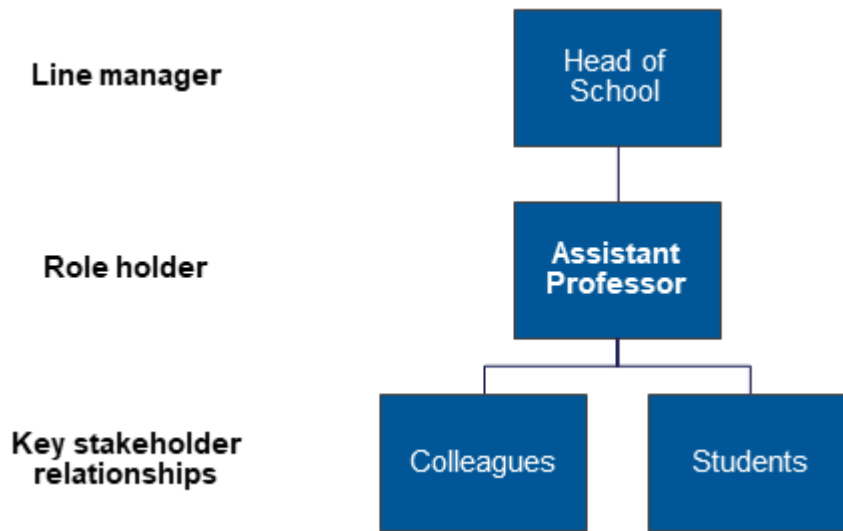 Line manager
Head of
School
Role holder
Assistant
Professor
Key stakeholder
relationships
Colleagues
Students